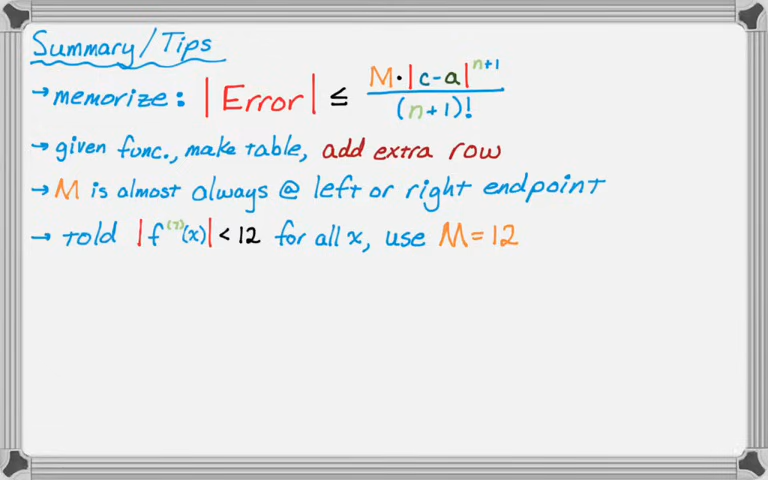 Summary/Tips
→ memorize: |Error| ≤ M·|c-a|ⁿ⁺¹ / (n+1)!
→ given func., make table, add extra row
→ M is almost always @ left or right endpoint
→ told |f⁽⁷⁾(x)| < 12 for all x, use M = 12